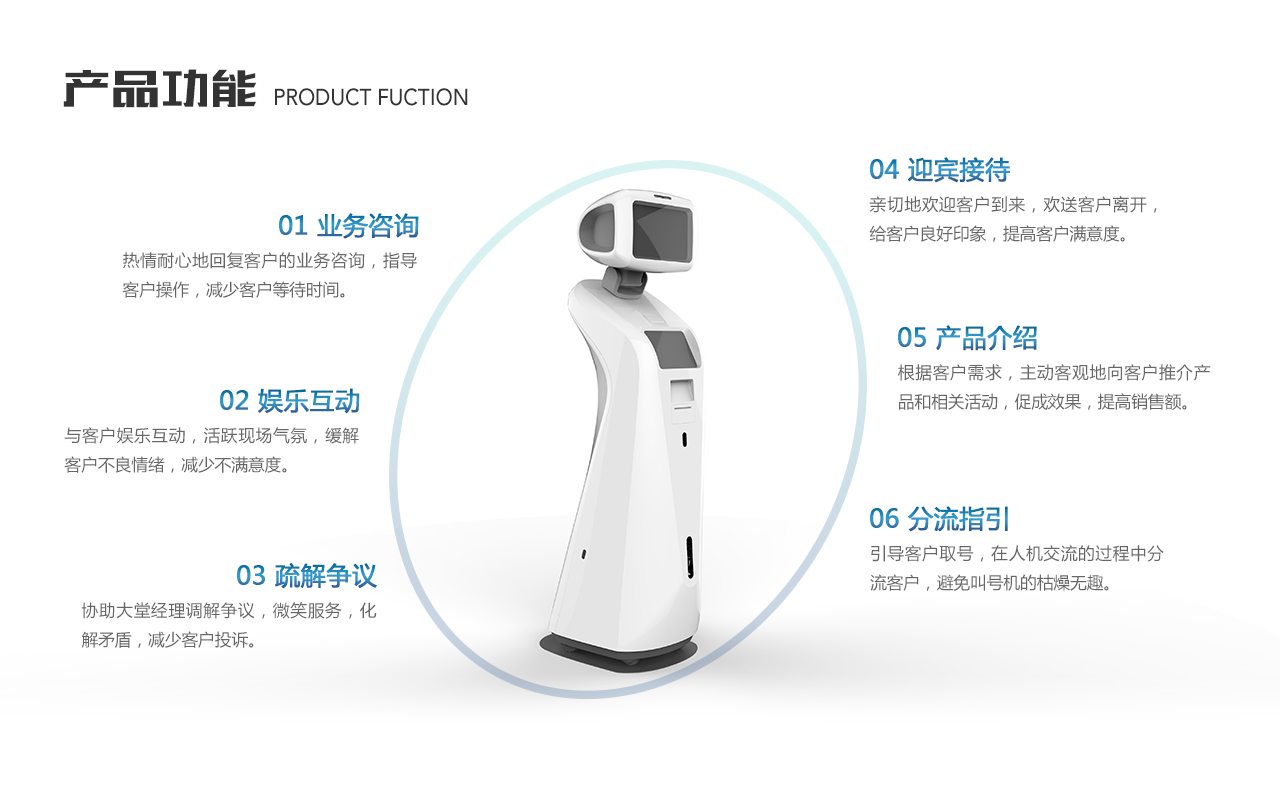 产品功能 PRODUCT FUCTION
01 业务咨询
热情耐心地回复客户的业务咨询，指导
客户操作，减少客户等待时间。
02 娱乐互动
与客户娱乐互动，活跃现场气氛，缓解
客户不良情绪，减少不满意度。
03 疏解争议
协助大堂经理调解争议，微笑服务，化
解矛盾，减少客户投诉。
04 迎宾接待
亲切地欢迎客户到来，欢送客户离开，
给客户良好印象，提高客户满意度。
05 产品介绍
根据客户需求，主动客观地向客户推介产
品和相关活动，促成效果，提高销售额。
06 分流指引
引导客户取号，在人机交流的过程中分
流客户，避免叫号机的枯燥无趣。